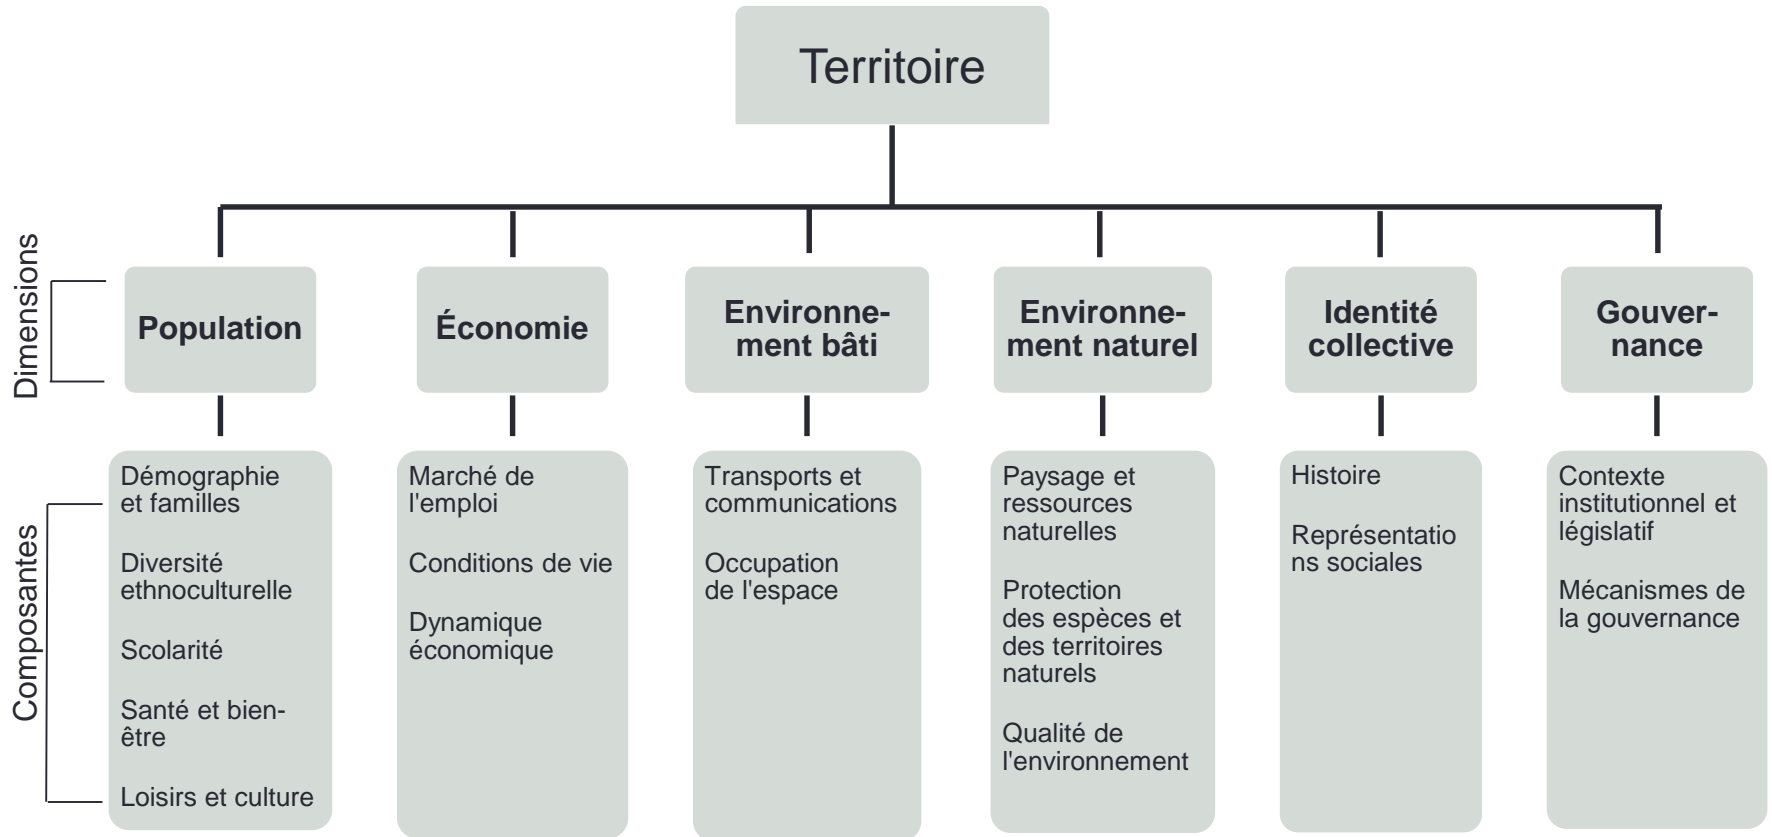 Territoire
Dimensions
Population
Économie
Environne-
ment bâti
Environne-
ment naturel
Identité
collective
Gouver-
nance
Composantes
Démographie
et familles
Diversité
ethnoculturelle
Scolarité
Santé et bien-
être
Loisirs et culture
Marché de
l'emploi
Conditions de vie
Dynamique
économique
Transports et
communications
Occupation
de l'espace
Paysage et
ressources
naturelles
Protection
des espèces et
des territoires
naturels
Qualité de
l'environnement
Histoire
Représentatio
ns sociales
Contexte
institutionnel et
législatif
Mécanismes de
la gouvernance